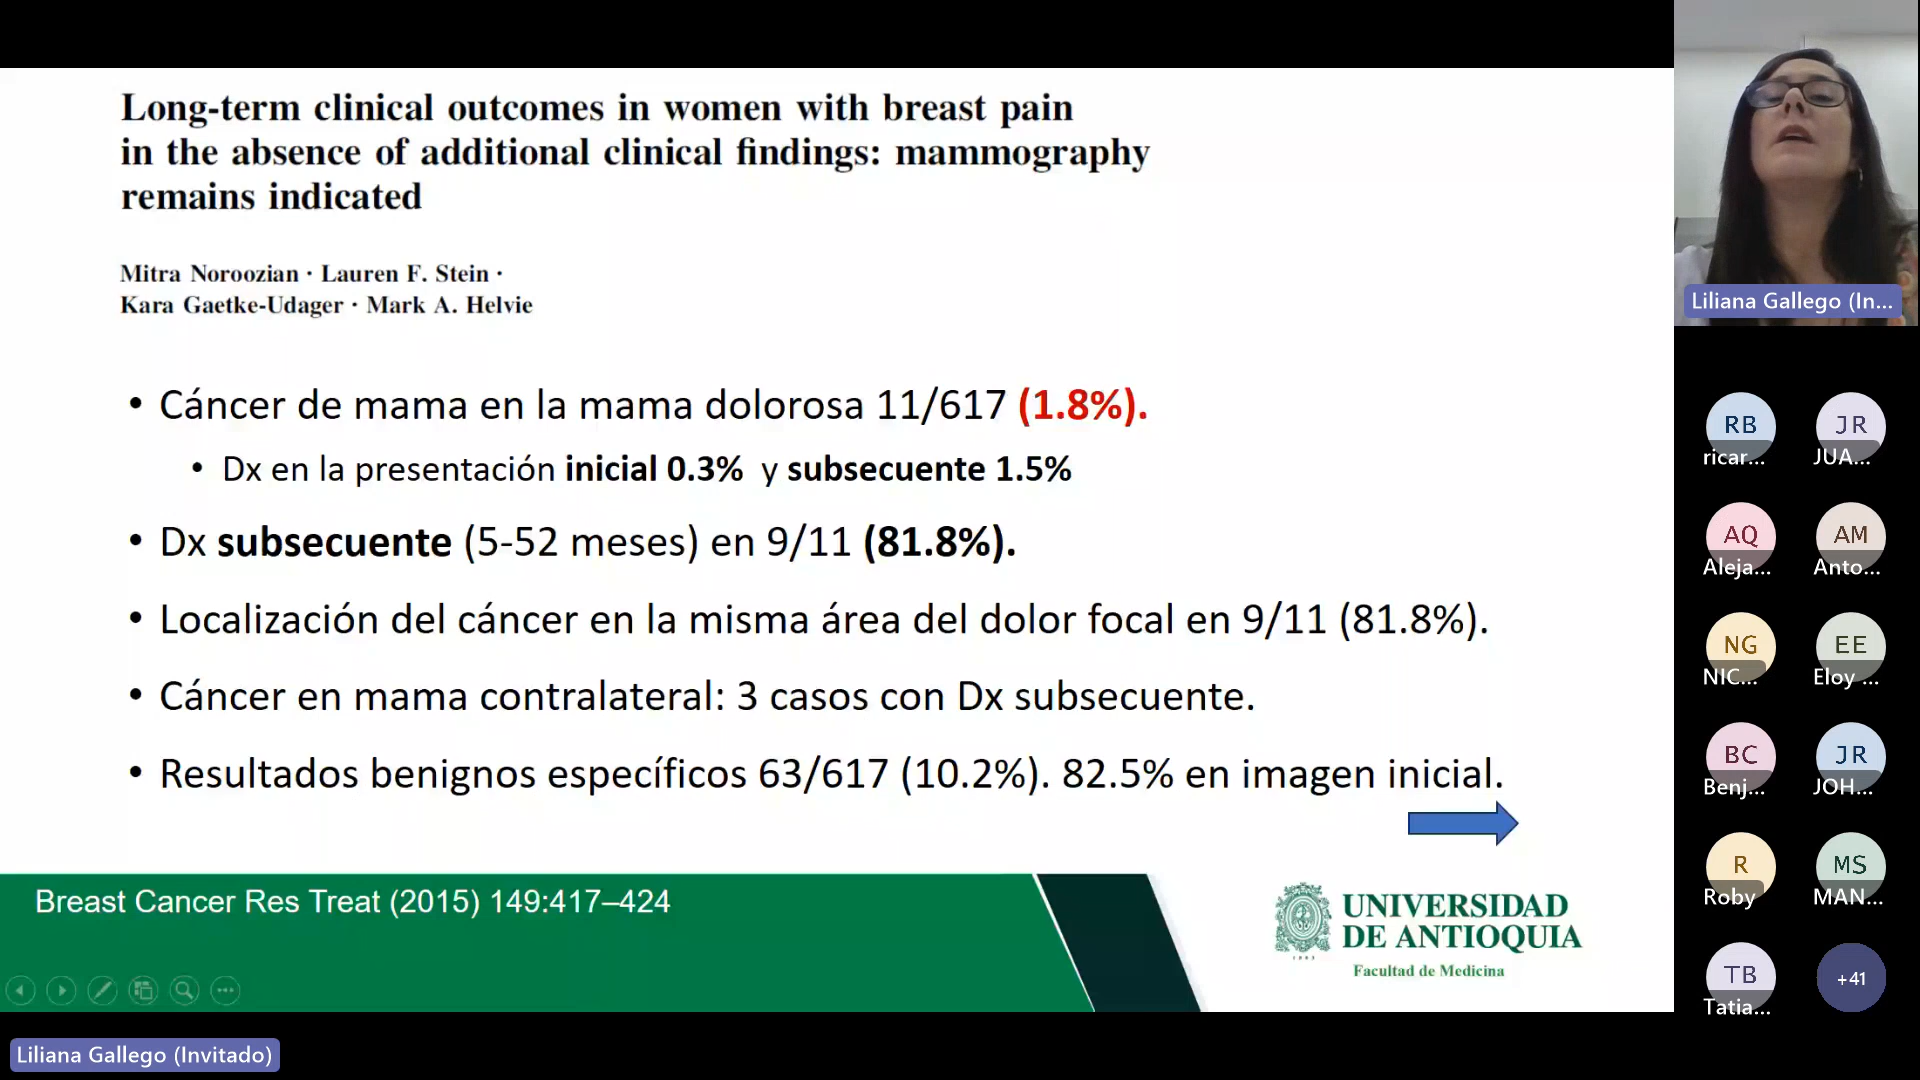 Long-term clinical outcomes in women with breast pain
in the absence of additional clinical findings: mammography
remains indicated
Mitra Noroozian · Lauren F. Stein ·
Kara Gaetke-Udager · Mark A. Helvie
• Cáncer de mama en la mama dolorosa 11/617 (1.8%).
• Dx en la presentación inicial 0.3% y subsecuente 1.5%
• Dx subsecuente (5-52 meses) en 9/11 (81.8%).
• Localización del cáncer en la misma área del dolor focal en 9/11 (81.8%).
• Cáncer en mama contralateral: 3 casos con Dx subsecuente.
• Resultados benignos específicos 63/617 (10.2%). 82.5% en imagen inicial.
Breast Cancer Res Treat (2015) 149:417–424
UNIVERSIDAD
DE ANTIOQUIA
1803
Facultad de Medicina
Liliana Gallego (Invitado)
Liliana Gallego (In...
RB
ricar...
JR
JUA...
AQ
Aleja...
AM
Anto...
NG
NIC...
EE
Eloy ...
BC
Benj...
JR
JOH...
R
Roby
MS
MAN...
TB
Tatia...
+41